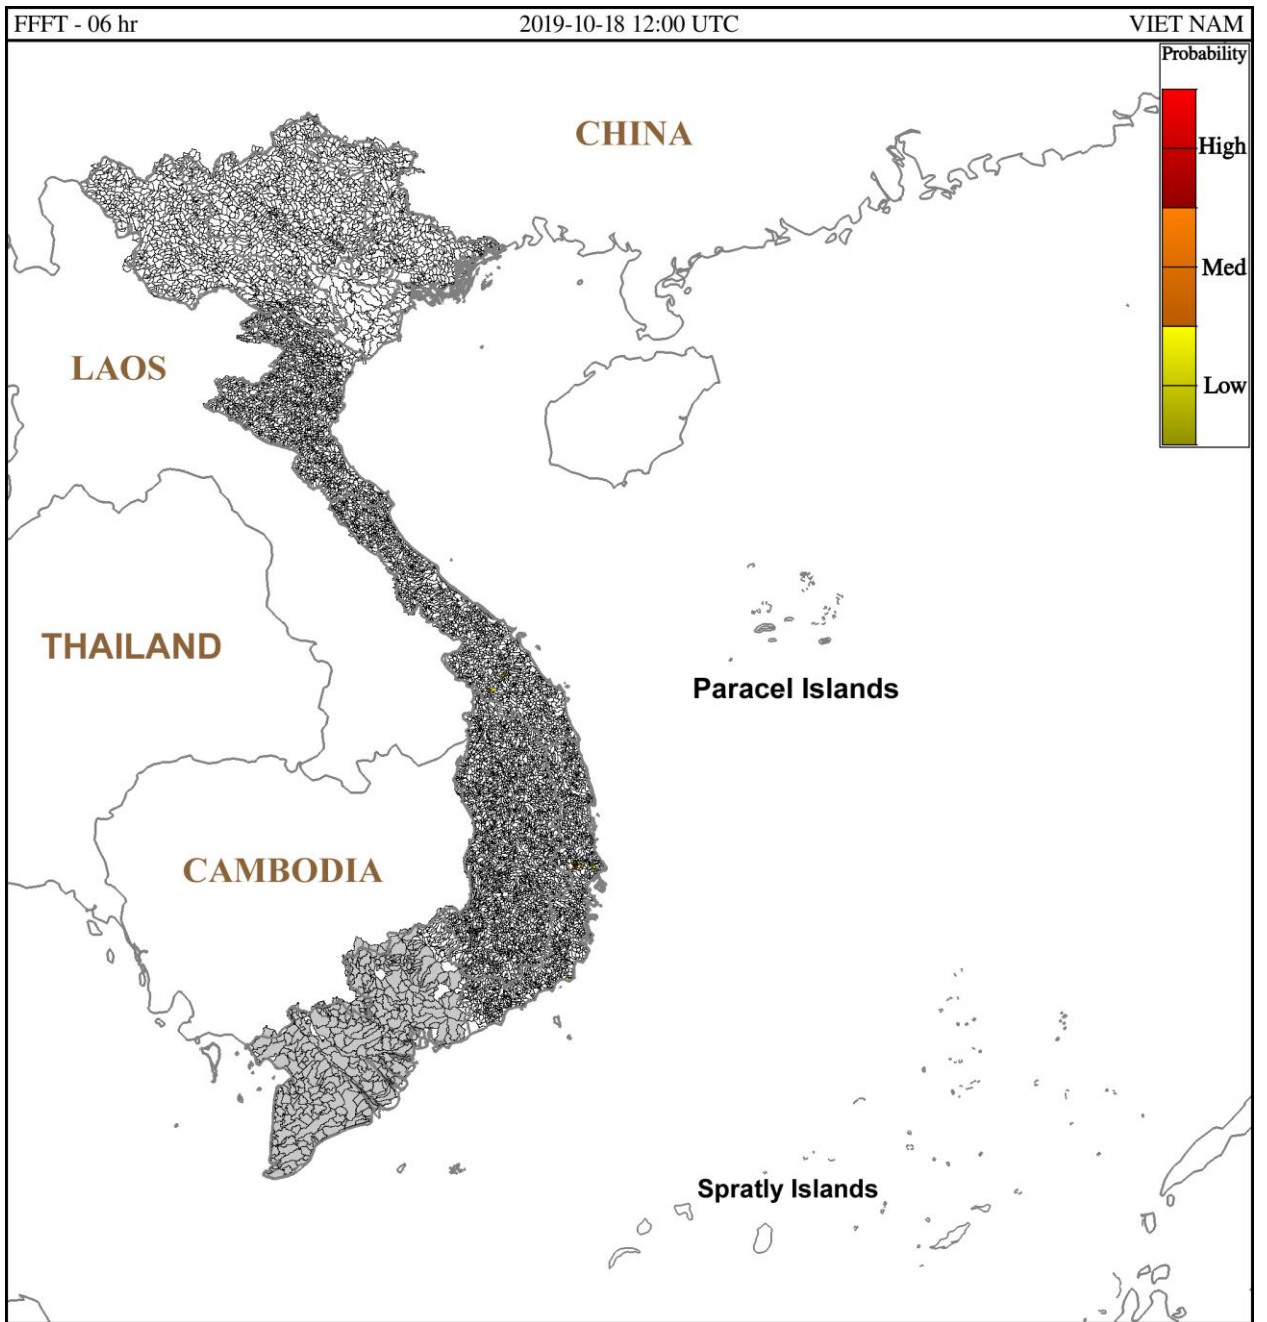 FFFT - 06 hr
2019-10-18 12:00 UTC
VIET NAM
Probability
High
Med
Low
CHINA
LAOS
THAILAND
Paracel Islands
CAMBODIA
Spratly Islands